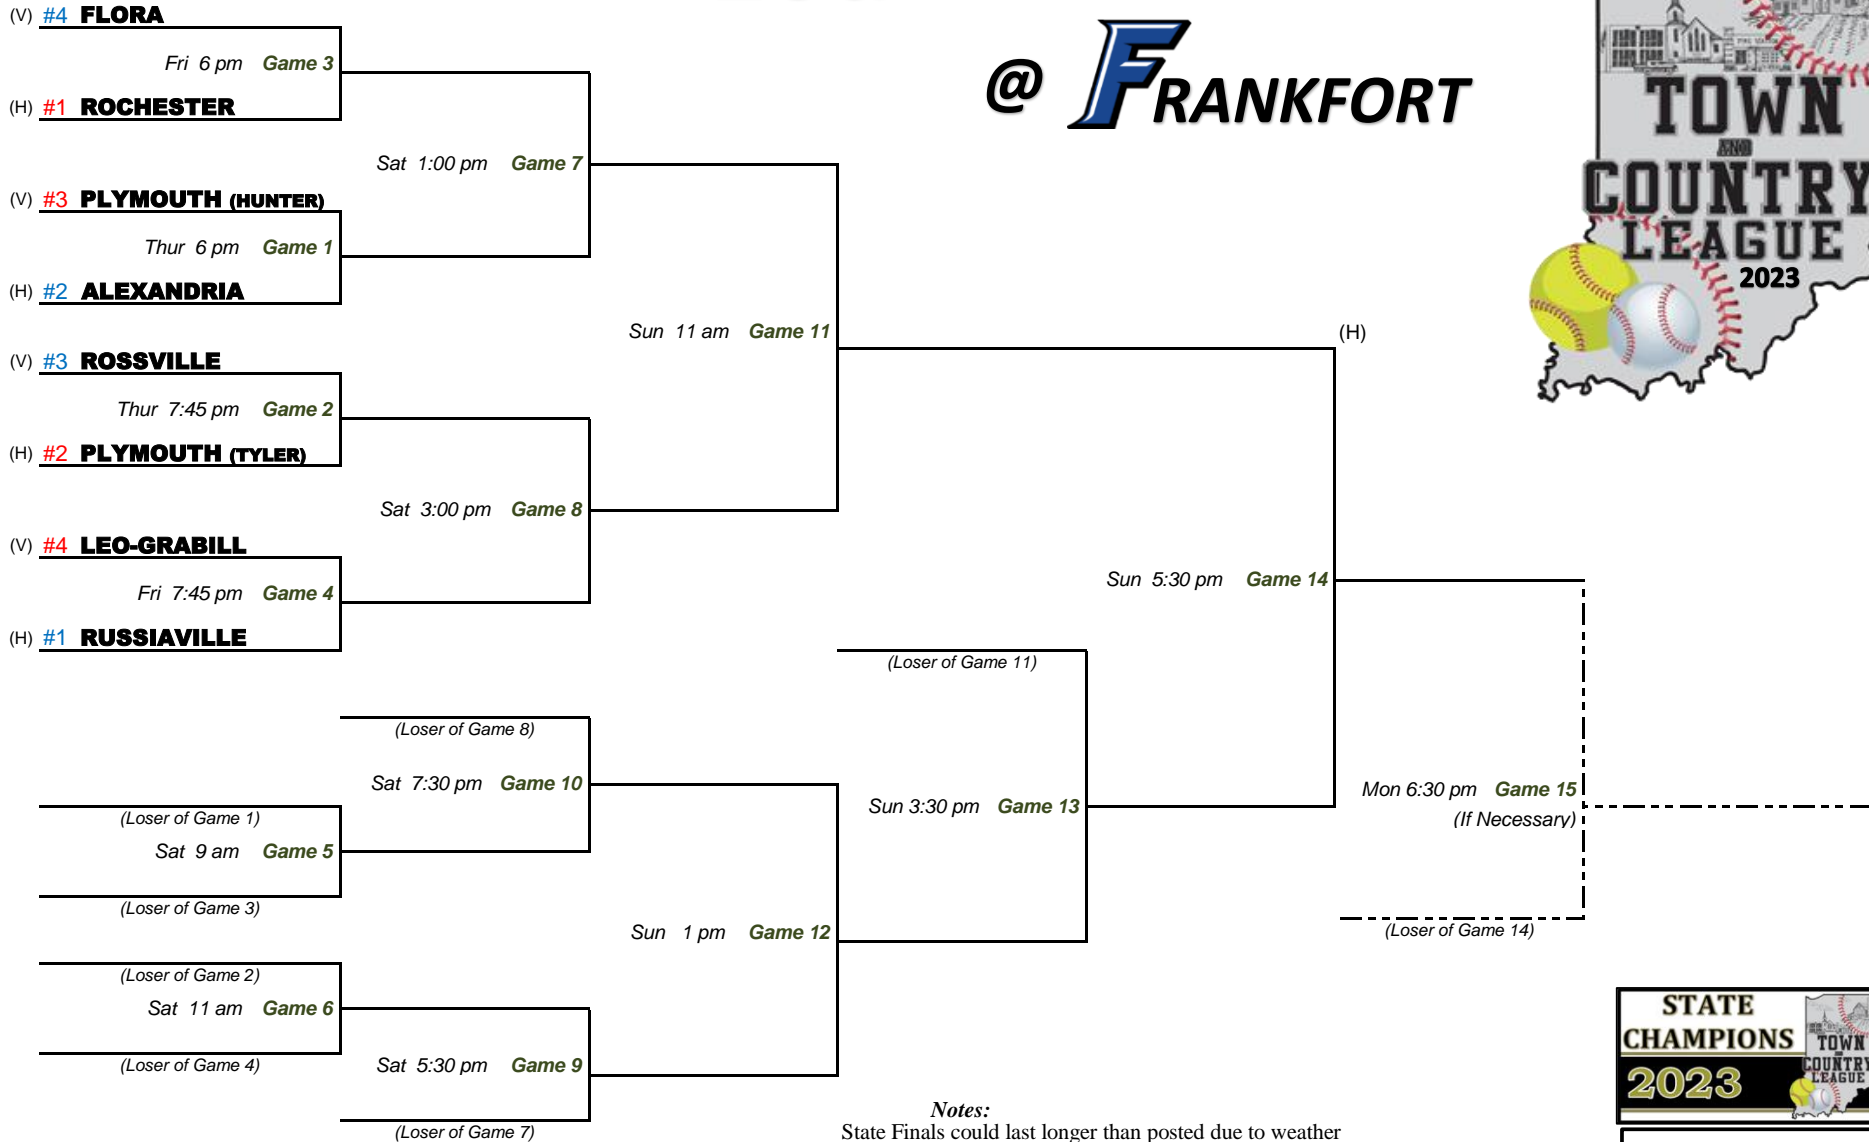 (V) #4 FLORA
Fri 6 pm Game 3
(H) #1 ROCHESTER
Sat 1:00 pm Game 7
(V) #3 PLYMOUTH (HUNTER)
Thur 6 pm Game 1
(H) #2 ALEXANDRIA
Sun 11 am Game 11
(V) #3 ROSSVILLE
Thur 7:45 pm Game 2
(H) #2 PLYMOUTH (TYLER)
Sat 3:00 pm Game 8
(V) #4 LEO-GRABILL
Fri 7:45 pm Game 4
(H) #1 RUSSIAVILLE
@ FRANKFORT
TOWN
AND
COUNTRY
LEAGUE
2023
(H)
Sun 5:30 pm Game 14
(Loser of Game 11)
(Loser of Game 8)
Sat 7:30 pm Game 10
Sun 3:30 pm Game 13
Mon 6:30 pm Game 15
(If Necessary)
(Loser of Game 1)
Sat 9 am Game 5
(Loser of Game 3)
Sun 1 pm Game 12
(Loser of Game 14)
(Loser of Game 2)
Sat 11 am Game 6
(Loser of Game 4)
Sat 5:30 pm Game 9
(Loser of Game 7)
Notes:
State Finals could last longer than posted due to weather
STATE
CHAMPIONS
2023
TOWN
COUNTRY
LEAGUE